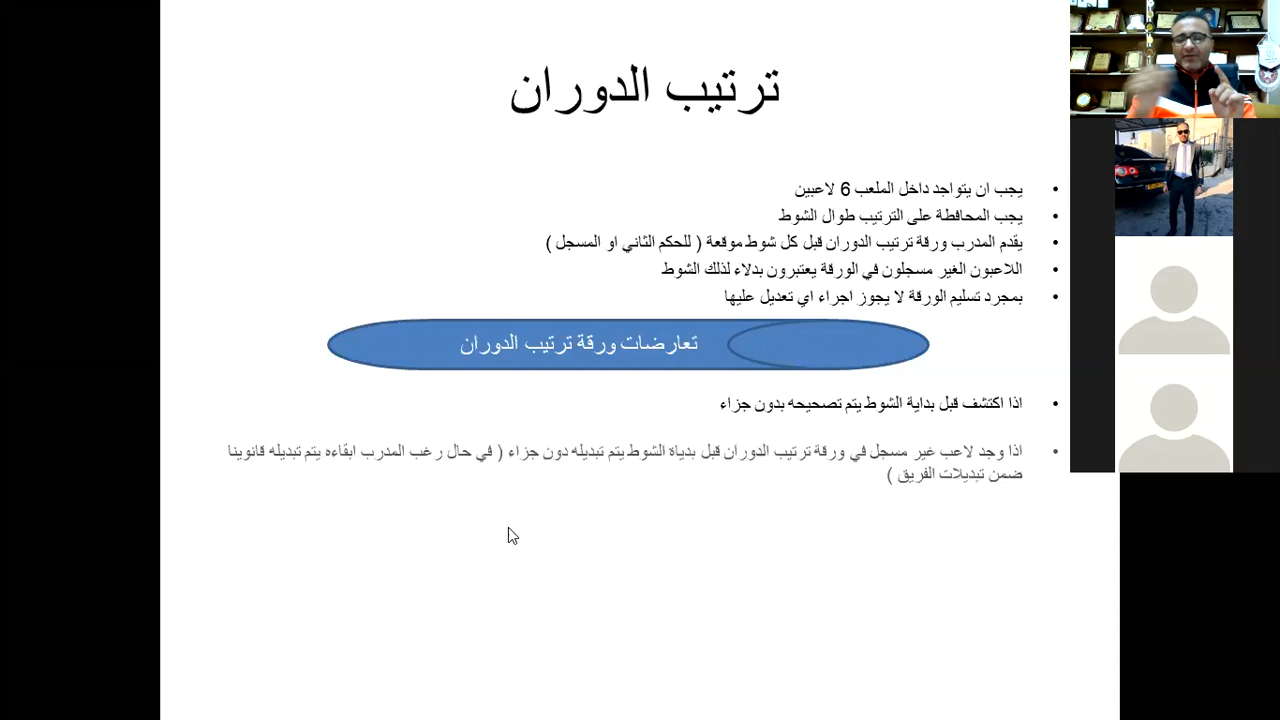 ترتيب الدوران
يجب ان يتواجد داخل الملعب 6 لاعبين
يجب المحافطة على الترتيب طوال الشوط
يقدم المدرب ورقة ترتيب الدوران قبل كل شوط موقعة ( للحكم الثاني او المسجل )
اللاعبون الغير مسجلون في الورقة يعتبرون بدلاء لذلك الشوط
بمجرد تسليم الورقة لا يجوز اجراء اي تعديل عليها
تعارضات ورقة ترتيب الدوران
اذا اكتشف قبل بداية الشوط يتم تصحيحه بدون جزاء
اذا وجد لاعب غير مسجل في ورقة ترتيب الدوران قبل بدياة الشوط يتم تبديله دون جزاء ( في حال رغب المدرب ابقاءه يتم تبديله قانوينا
ضمن تبديلات الفريق )